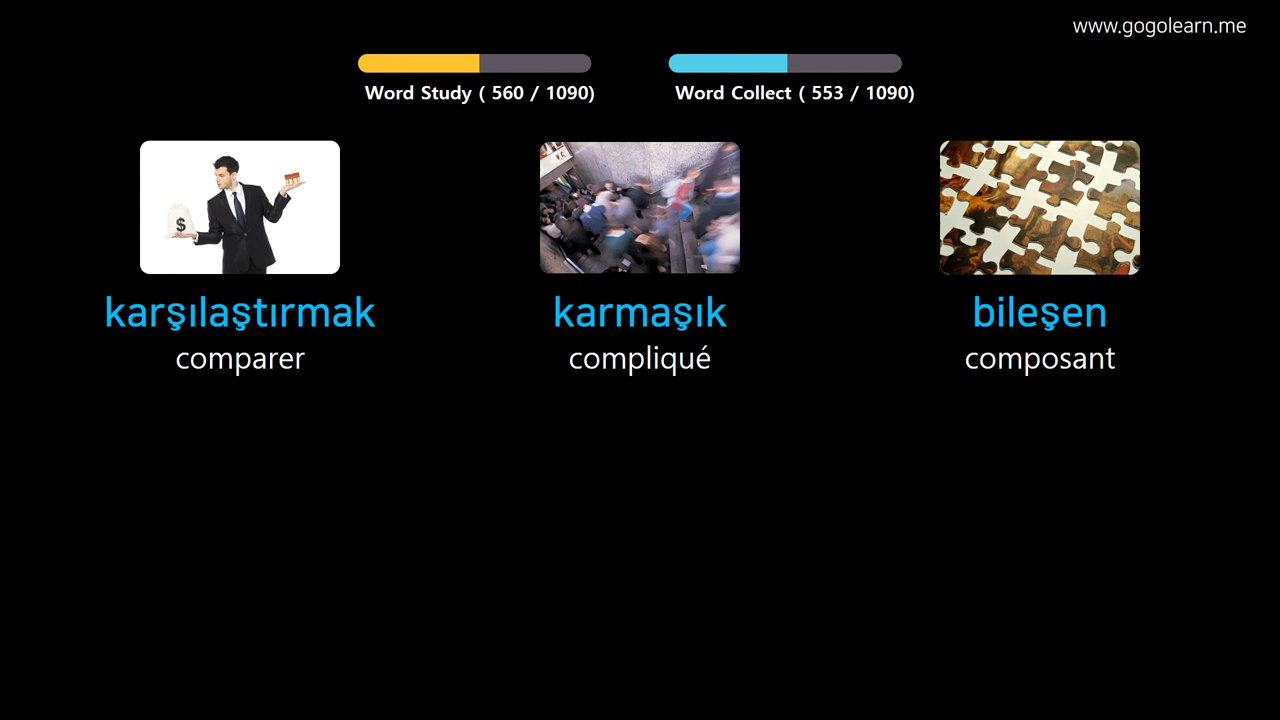 www.gogolearn.me
Word Study ( 560 / 1090)
Word Collect ( 553 / 1090)
$
karşılaştırmak
karmaşık
bileşen
comparer
compliqué
composant